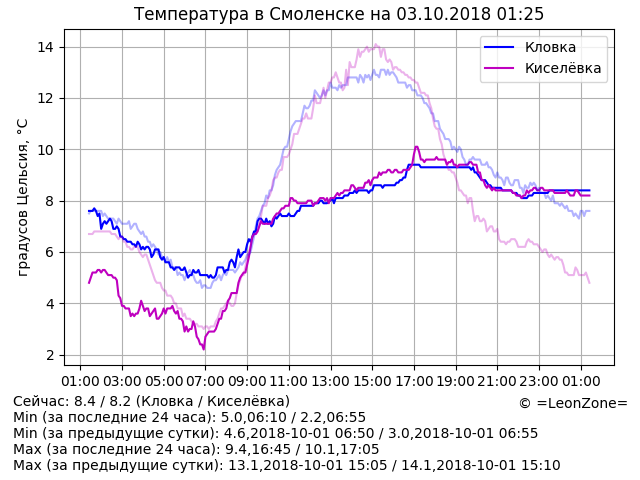 Температура в Смоленске на 03.10.2018 01:25
градусов Цельсия, °C
14
12
10
8
6
4
2
Кловка
Киселёвка
01:00 03:00 05:00 07:00 09:00 11:00 13:00 15:00 17:00 19:00 21:00 23:00 01:00
Сейчас: 8.4 / 8.2 (Кловка / Киселёвка)
© =LeonZone=
Min (за последние 24 часа): 5.0,06:10 / 2.2,06:55
Min (за предыдущие сутки): 4.6,2018-10-01 06:50 / 3.0,2018-10-01 06:55
Max (за последние 24 часа): 9.4,16:45 / 10.1,17:05
Max (за предыдущие сутки): 13.1,2018-10-01 15:05 / 14.1,2018-10-01 15:10